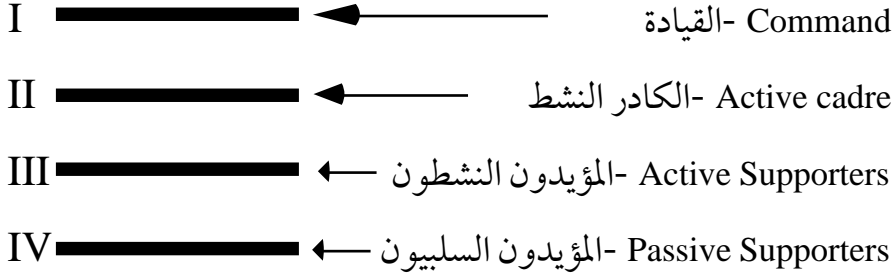 I القيادة- Command
II الكادر النشط- Active cadre
III المؤيدون النشطون- Active Supporters
IV المؤيدون السلبيون- Passive Supporters